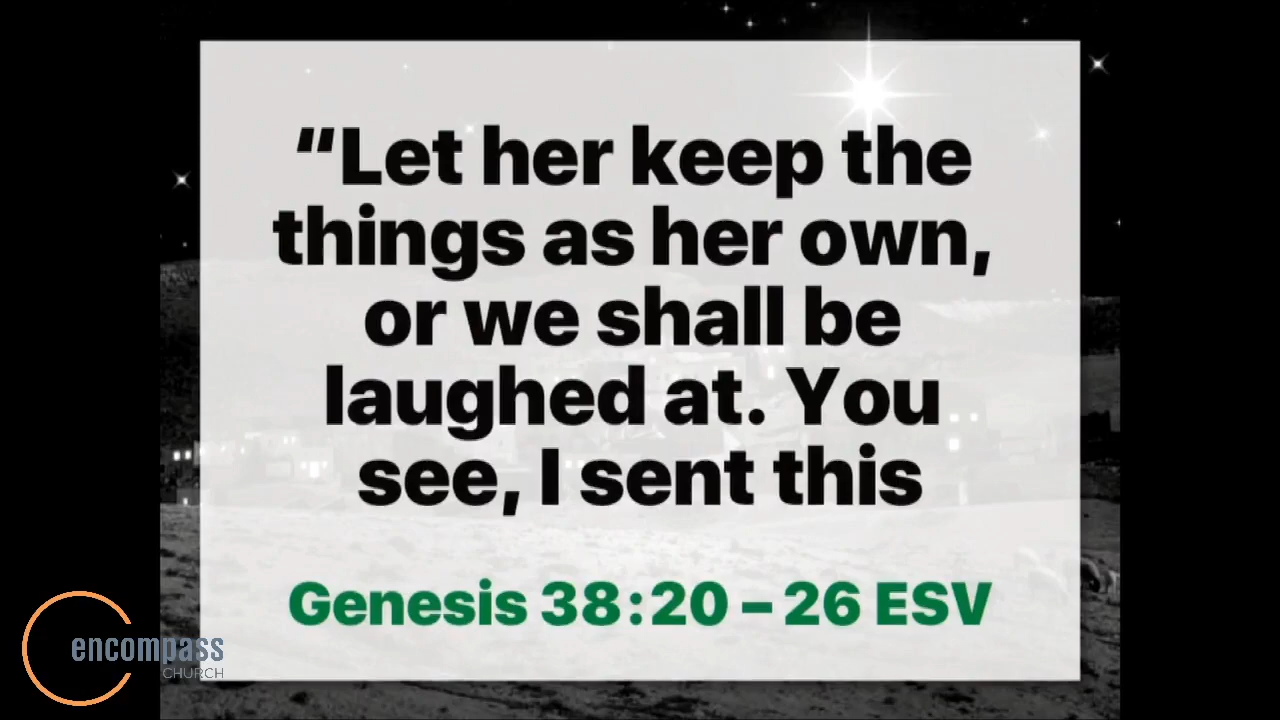 “Let her keep the
things as her own,
or we shall be
laughed at. You
see, I sent this
Genesis 38:20 – 26 ESV
encompass
CHURCH